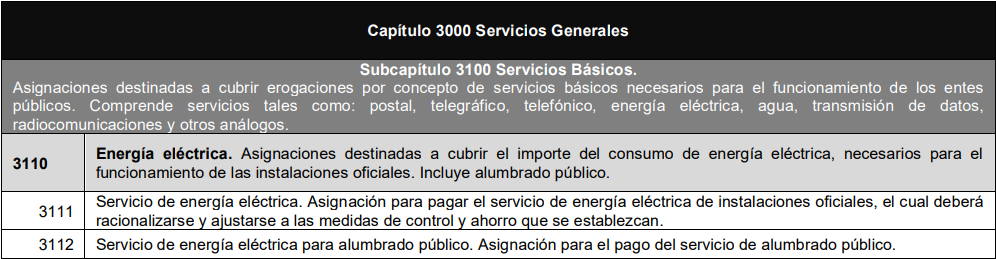 Capítulo 3000 Servicios Generales
Subcapítulo 3100 Servicios Básicos.
Asignaciones destinadas a cubrir erogaciones por concepto de servicios básicos necesarios para el funcionamiento de los entes
públicos. Comprende servicios tales como: postal, telegráfico, telefónico, energía eléctrica, agua, transmisión de datos,
radiocomunicaciones y otros análogos.
3110 Energía eléctrica. Asignaciones destinadas a cubrir el importe del consumo de energía eléctrica, necesarios para el
funcionamiento de las instalaciones oficiales. Incluye alumbrado público.
3111 Servicio de energía eléctrica. Asignación para pagar el servicio de energía eléctrica de instalaciones oficiales, el cual deberá
racionalizarse y ajustarse a las medidas de control y ahorro que se establezcan.
3112 Servicio de energía eléctrica para alumbrado público. Asignación para el pago del servicio de alumbrado público.